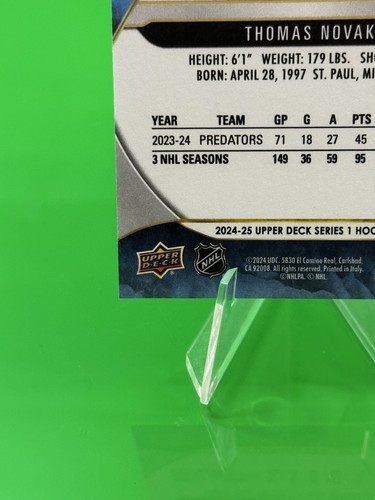 THOMAS NOVAK
HEIGHT: 6'1" WEIGHT: 179 LBS. SH
BORN: APRIL 28, 1997 ST. PAUL, MI
YEAR TEAM GP G A PTS
2023-24 PREDATORS 71 18 27 45
3 NHL SEASONS 149 36 59 95
2024-25 UPPER DECK SERIES 1 HOC
UPPER
DECK
NHL
©2024 UDC. 5830 El Camino Real, Carlsbad,
CA 92008. All rights reserved. Printed in Italy.
©NHLPA. © NHL.